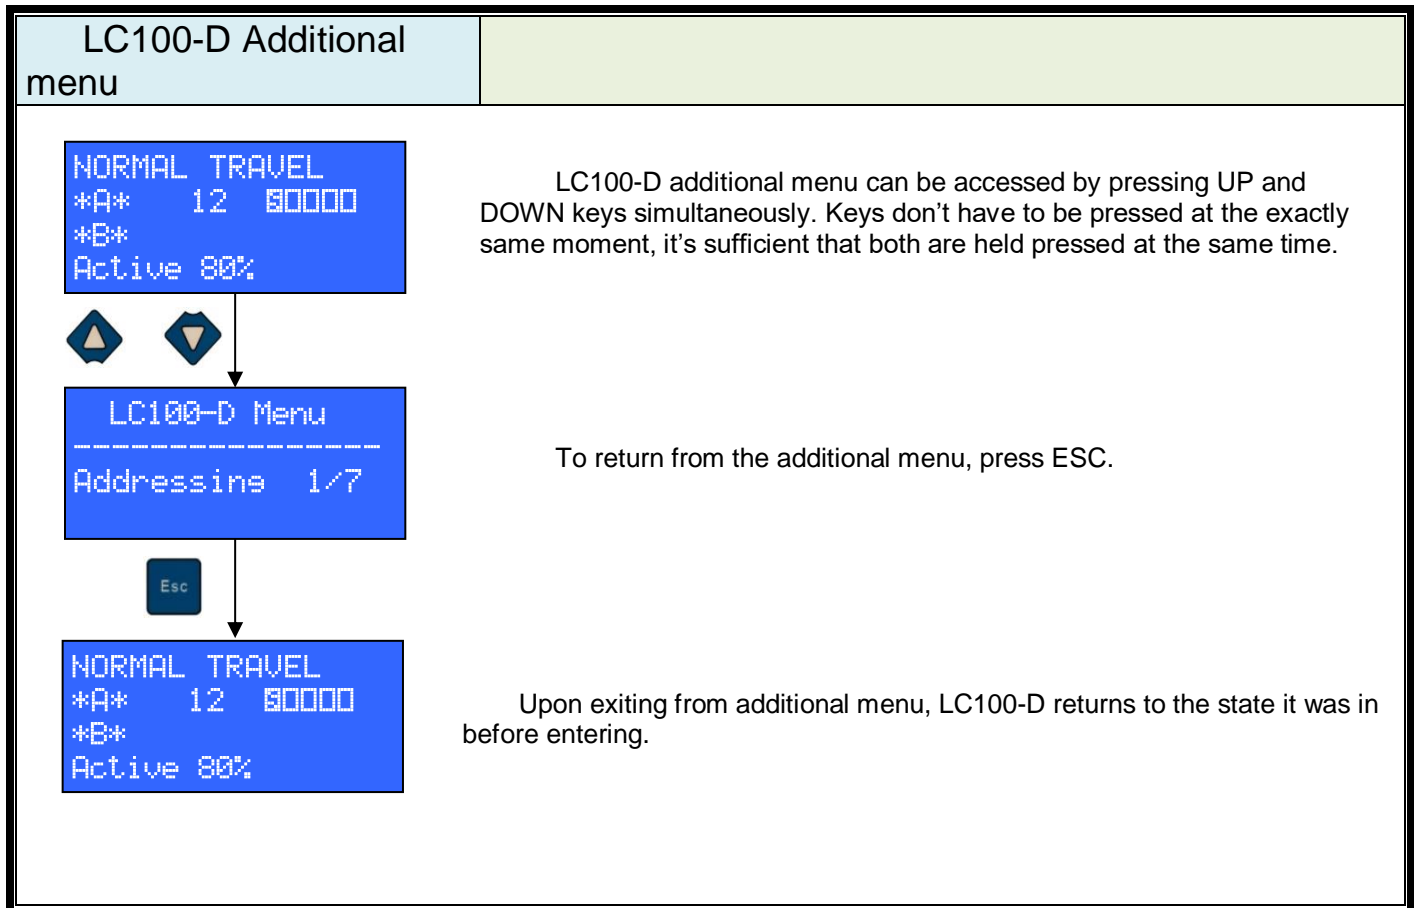 LC100-D Additional
menu
NORMAL TRAVEL
*A* 12 S
*B*
Active 80%
LC100-D additional menu can be accessed by pressing UP and
DOWN keys simultaneously. Keys don’t have to be pressed at the exactly
same moment, it’s sufficient that both are held pressed at the same time.
LC100-D Menu
----------------
Addressing 1/7
To return from the additional menu, press ESC.
Esc
NORMAL TRAVEL
*A* 12 S
*B*
Active 80%
Upon exiting from additional menu, LC100-D returns to the state it was in
before entering.